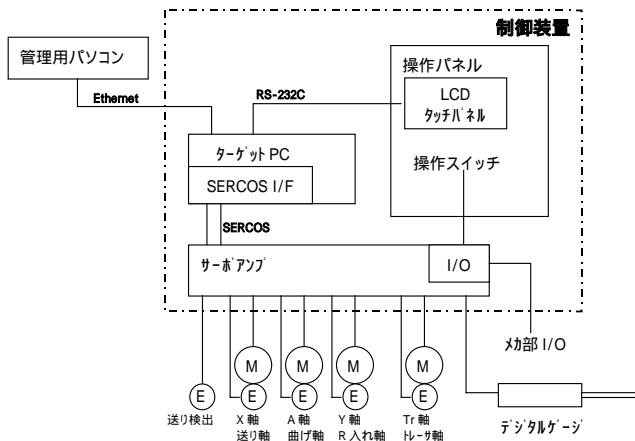 制御装置
管理用パソコン
操作パネル
Ethernet
RS-232C
LCD
タッチパネル
ターゲット PC
SERCOS I/F
操作スイッチ
SERCOS
サーボアンプ
I/O
メカ部 I/O
M M M M
E E E E E
送り検出
X 軸
送り軸
A 軸
曲げ軸
Y 軸
R 入れ軸
Tr 軸
トレーサ軸
デジタルゲージ